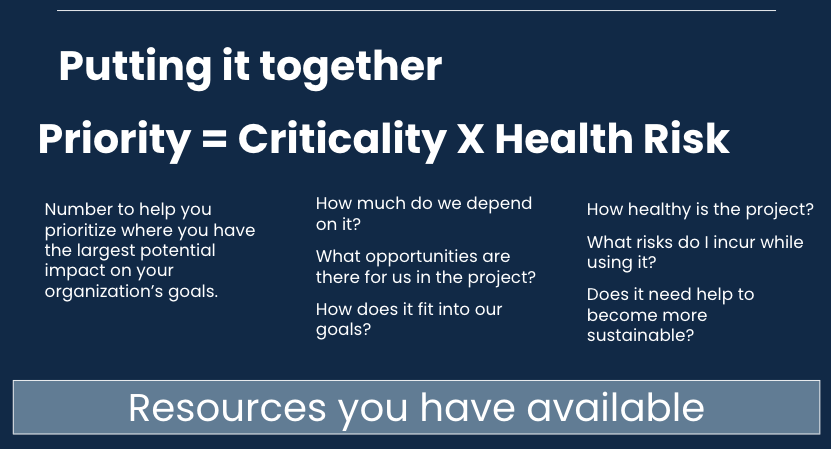 Putting it together
Priority = Criticality X Health Risk
Number to help you
prioritize where you have
the largest potential
impact on your
organization’s goals.
How much do we depend
on it?
What opportunities are
there for us in the project?
How does it fit into our
goals?
How healthy is the project?
What risks do I incur while
using it?
Does it need help to
become more
sustainable?
Resources you have available